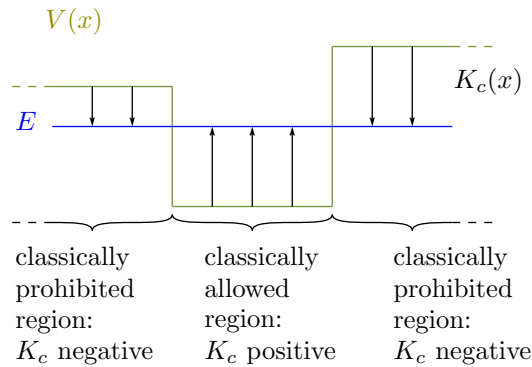 V(x)
K_c(x)
E
classically
prohibited
region:
K_c negative
classically
allowed
region:
K_c positive
classically
prohibited
region:
K_c negative